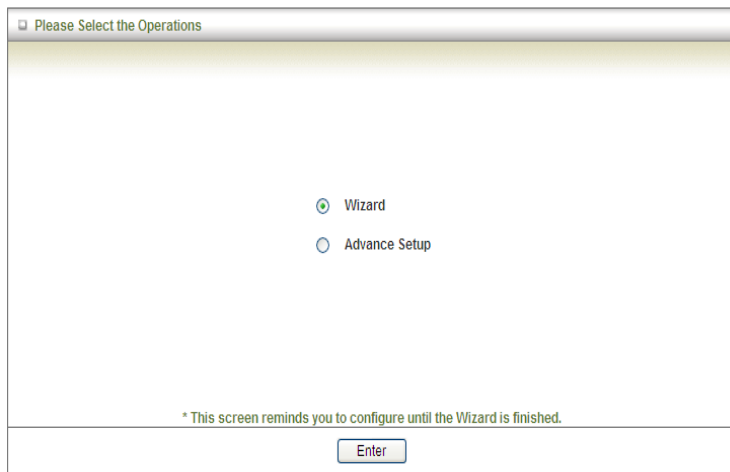 Please Select the Operations
Wizard
Advance Setup
* This screen reminds you to configure until the Wizard is finished.
Enter